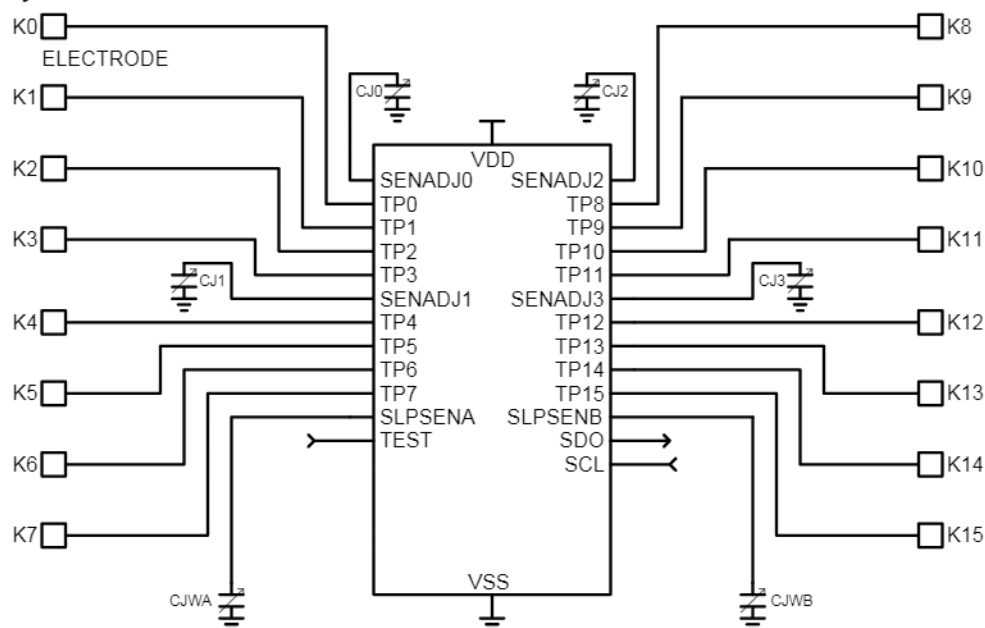 K0
K8
ELECTRODE
CJ0
CJ2
K1
K9
VDD
K2
SENADJ0
SENADJ2
K10
TP0
TP8
TP1
TP9
K3
TP2
TP10
K11
TP3
TP11
CJ1
CJ3
SENADJ1
SENADJ3
K4
TP4
TP12
K12
TP5
TP13
TP6
TP14
K5
TP7
TP15
K13
SLPSENA
SLPSENB
TEST
SDO
K6
SCL
K14
K7
K15
VSS
CJWA
CJWB